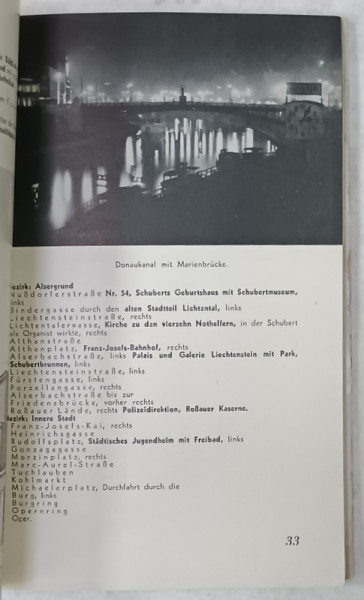 Donaukanal mit Marienbrücke.
Bezirk: Alsergrund
Nußdorferstraße Nr. 54, Schuberts Geburtshaus mit Schubertmuseum,
links
Bindergasse durch den alten Stadtteil Lichtental, links
Liechtensteinstraße, rechts
Lichtentalergasse, Kirche zu den vierzehn Nothelfern, in der Schubert
als Organist wirkte, rechts
Althanstraße
Althanplatz, Franz-Josefs-Bahnhof, rechts
Alserbachstraße, links Palais und Galerie Liechtenstein mit Park,
Schubertbrunnen, links
Liechtensteinstraße, links
Fürstengasse, links
Porzellangasse, rechts
Alserbachstraße bis zur
Friedensbrücke, vorher rechts
Roßauer Lände, rechts Polizeidirektion, Roßauer Kaserne.
Bezirk: Innere Stadt
Franz-Josefs-Kai, rechts
Heinrichsgasse
Rudolfsplatz, Städtisches Jugendheim mit Freibad, links
Gonzagagasse
Morzinplatz, rechts
Marc-Aurel-Straße
Tuchlauben
Kohlmarkt
Michaelerplatz, Durchfahrt durch die
Burg, links
Burgring
Opernring
Oper.
33